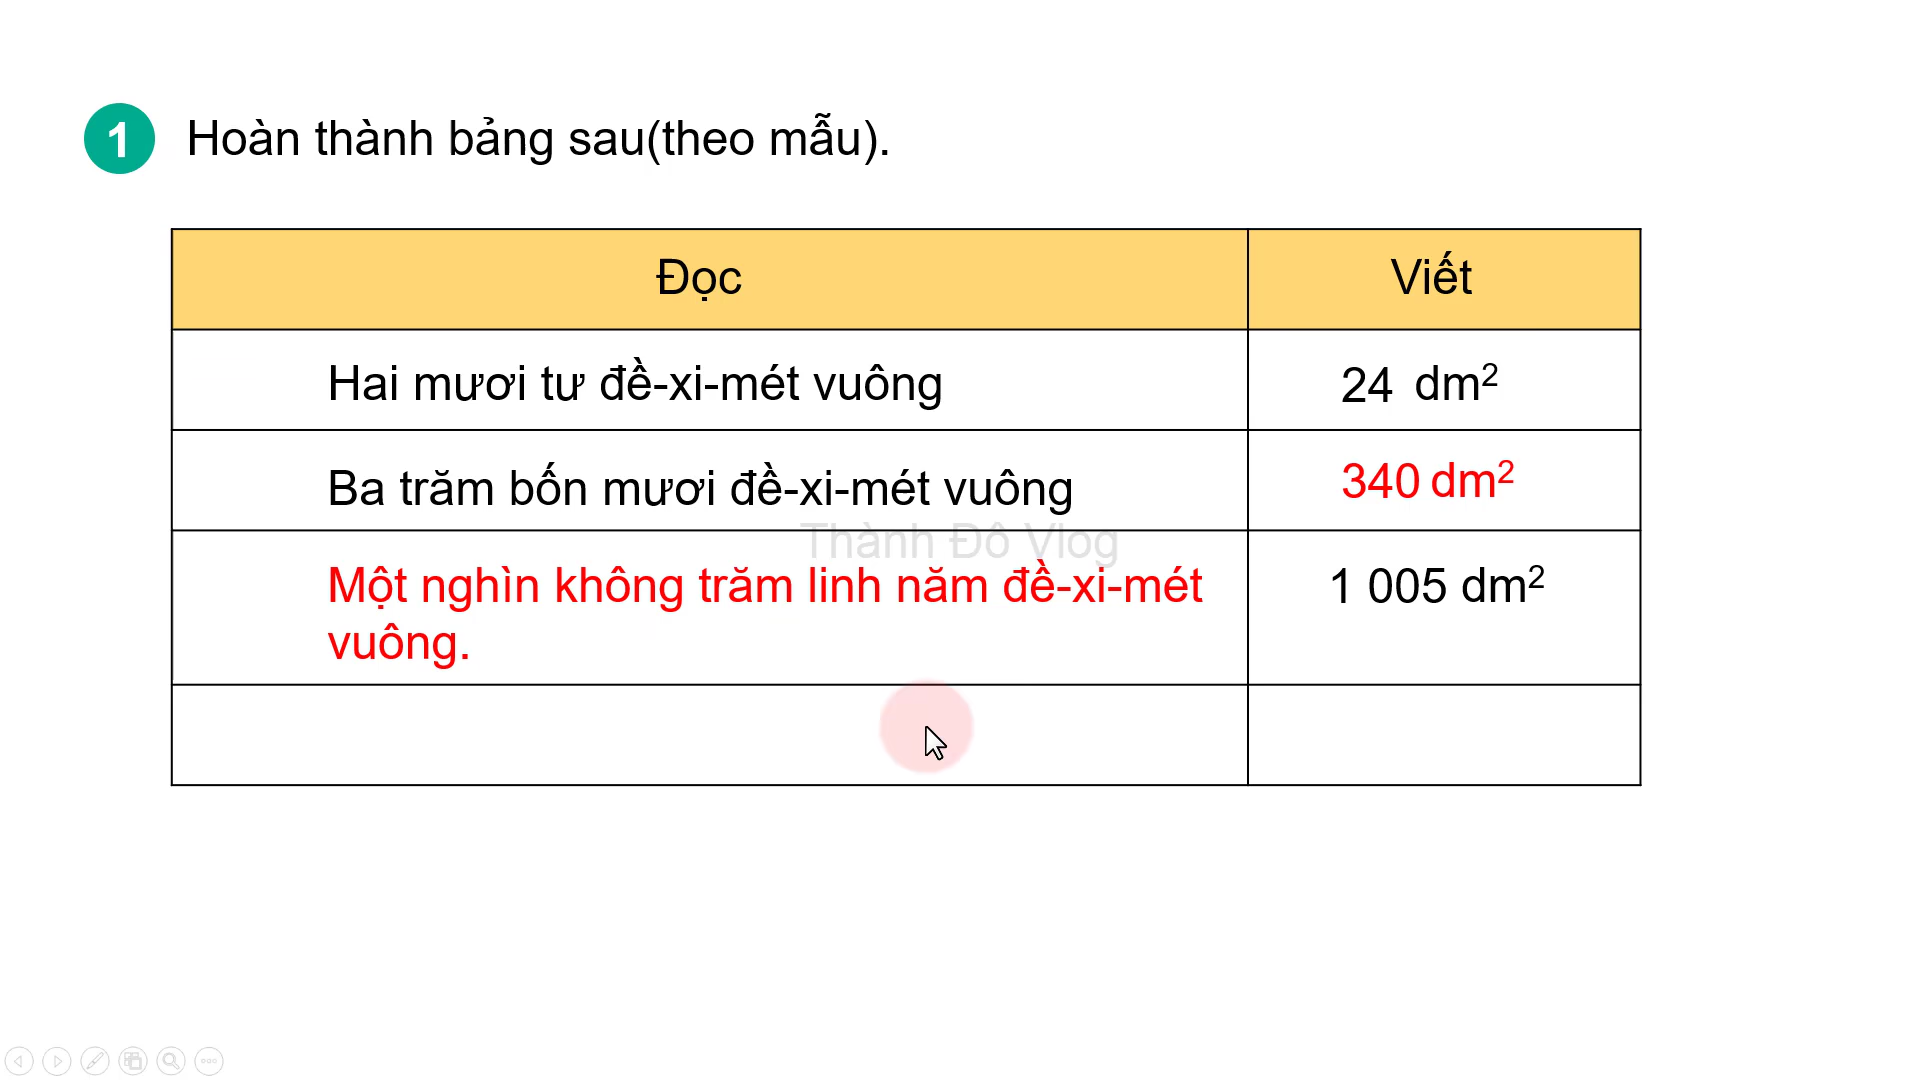 1 Hoàn thành bảng sau(theo mẫu).
Đọc Viết
Hai mươi tư đề-xi-mét vuông 24 dm²
Ba trăm bốn mươi đề-xi-mét vuông 340 dm²
Thành Đô Vlog
Một nghìn không trăm linh năm đề-xi-mét 1 005 dm²
vuông.